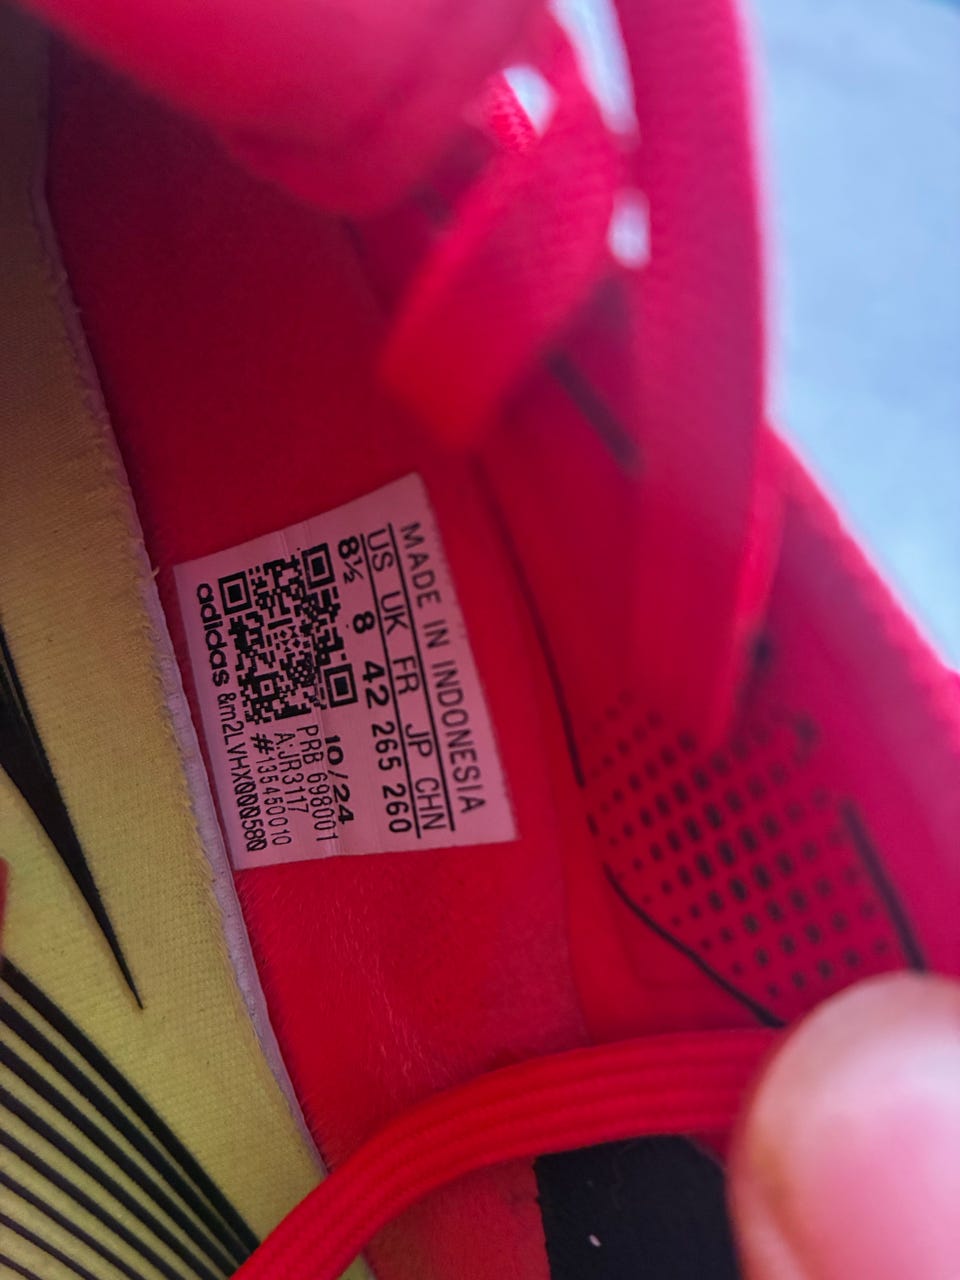 MADE IN INDONESIA
US UK FR JP CHN
8½ 8 42 265 260
10/24
PRB 698001
A:JR3117
#135450010
adidas &m2LVHX000580